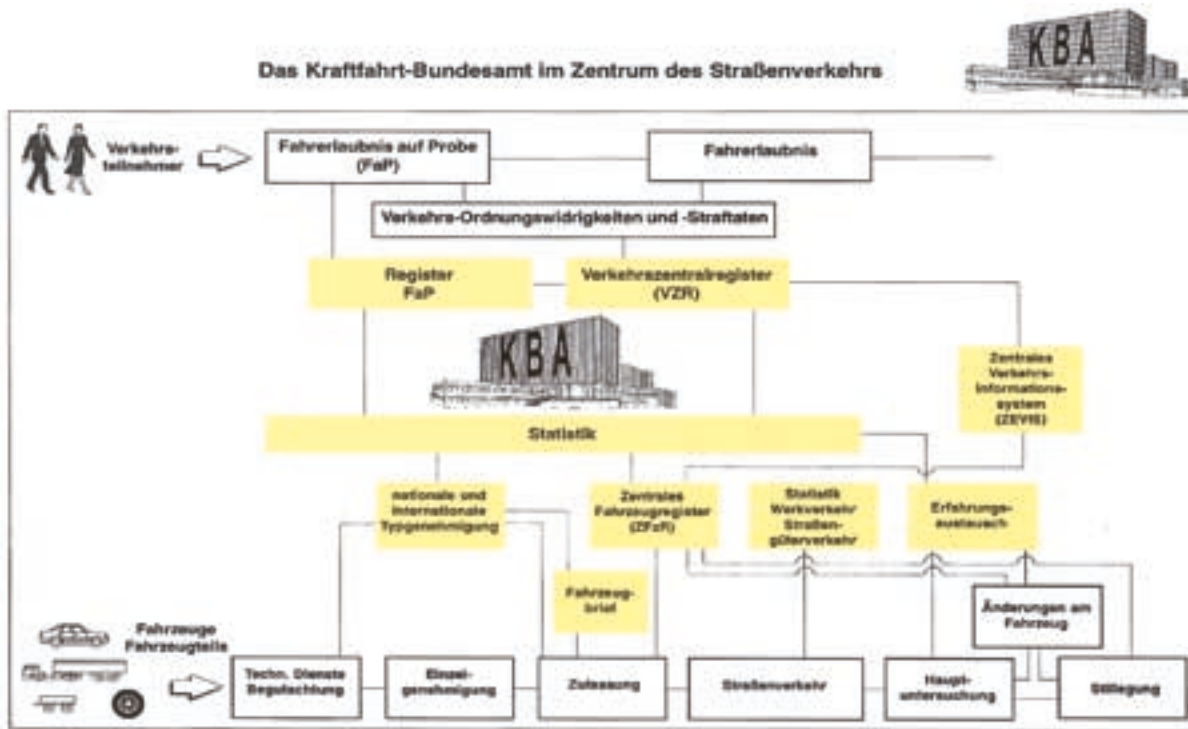 KBA
Das Kraftfahrt-Bundesamt im Zentrum des Straßenverkehrs
Verkehrs-
teilnehmer
Fahrerlaubnis auf Probe
(FaP)
Fahrerlaubnis
Verkehrs-Ordnungswidrigkeiten und -Straftaten
Register
FaP
Verkehrszentralregister
(VZR)
KBA
Zentrales
Verkehrs-
informations-
system
(ZEVIS)
Statistik
nationale und
internationale
Typgenehmigung
Zentrales
Fahrzeugregister
(ZFzR)
Statistik
Werkverkehr
Straßen-
güterverkehr
Erfahrungs-
austausch
Fahrzeug-
brief
Änderungen am
Fahrzeug
Fahrzeuge
Fahrzeugteile
Techn. Dienste
Begutachtung
Einzel-
genehmigung
Zulassung
Straßenverkehr
Haupt-
untersuchung
Stillegung